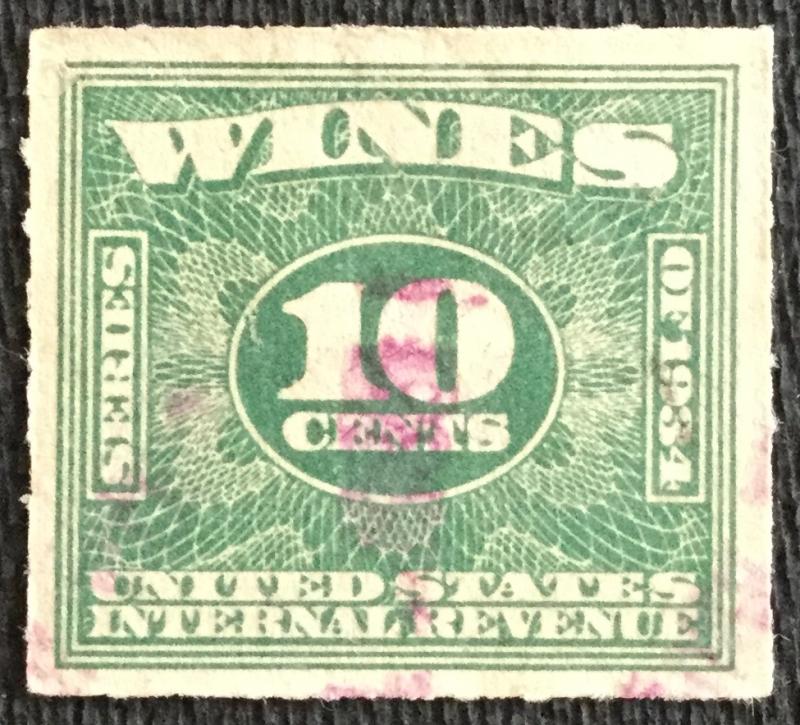 WINES
SERIES
OF 1934
10
CENTS
UNITED STATES
INTERNAL REVENUE